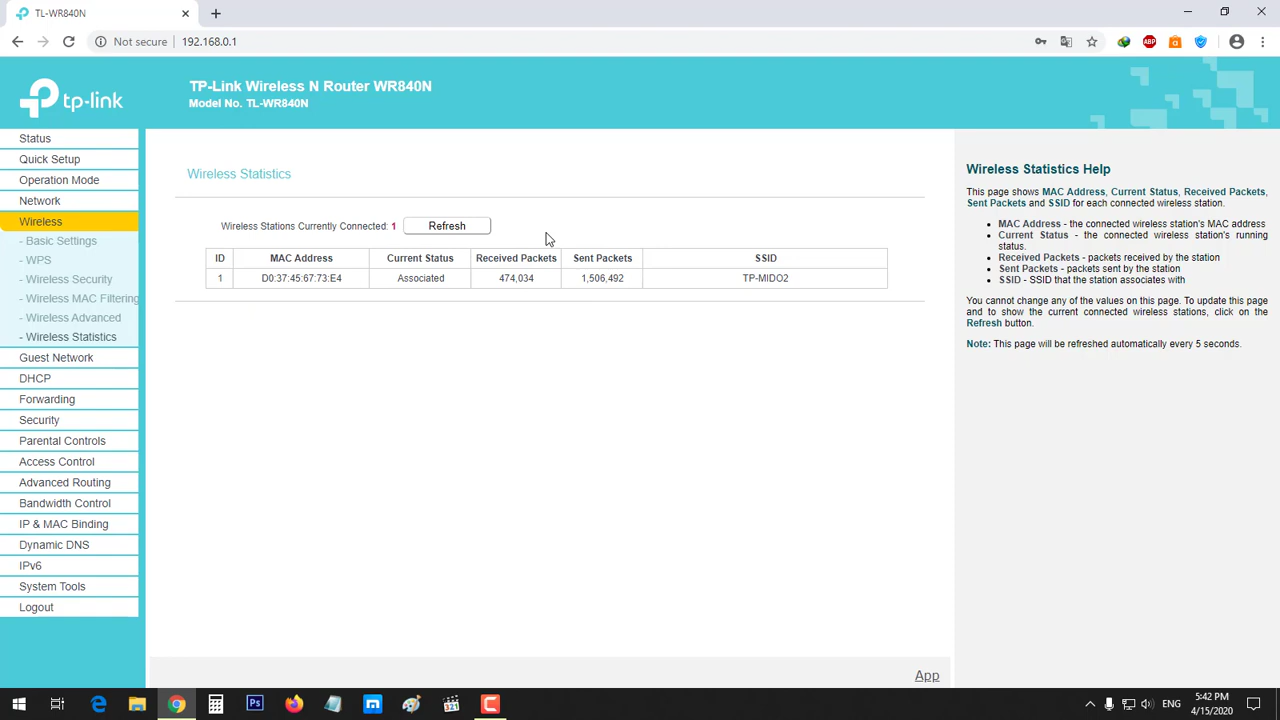 TL-WR840N
Not secure 192.168.0.1
ABP
a
tp-link
TP-Link Wireless N Router WR840N
Model No. TL-WR840N
Status
Quick Setup
Operation Mode
Network
Wireless
- Basic Settings
- WPS
- Wireless Security
- Wireless MAC Filtering
- Wireless Advanced
- Wireless Statistics
Guest Network
DHCP
Forwarding
Security
Parental Controls
Access Control
Advanced Routing
Bandwidth Control
IP & MAC Binding
Dynamic DNS
IPv6
System Tools
Logout
Wireless Statistics
Wireless Stations Currently Connected: 1 Refresh
ID MAC Address Current Status Received Packets Sent Packets SSID
1 D0:37:45:67:73:E4 Associated 474,034 1,506,492 TP-MIDO2
App
Wireless Statistics Help
This page shows MAC Address, Current Status, Received Packets,
Sent Packets and SSID for each connected wireless station.
• MAC Address - the connected wireless station's MAC address
• Current Status - the connected wireless station's running
status.
• Received Packets - packets received by the station
• Sent Packets - packets sent by the station
• SSID - SSID that the station associates with
You cannot change any of the values on this page. To update this page
and to show the current connected wireless stations, click on the
Refresh button.
Note: This page will be refreshed automatically every 5 seconds.
Ps
321
ENG
5:42 PM
4/15/2020